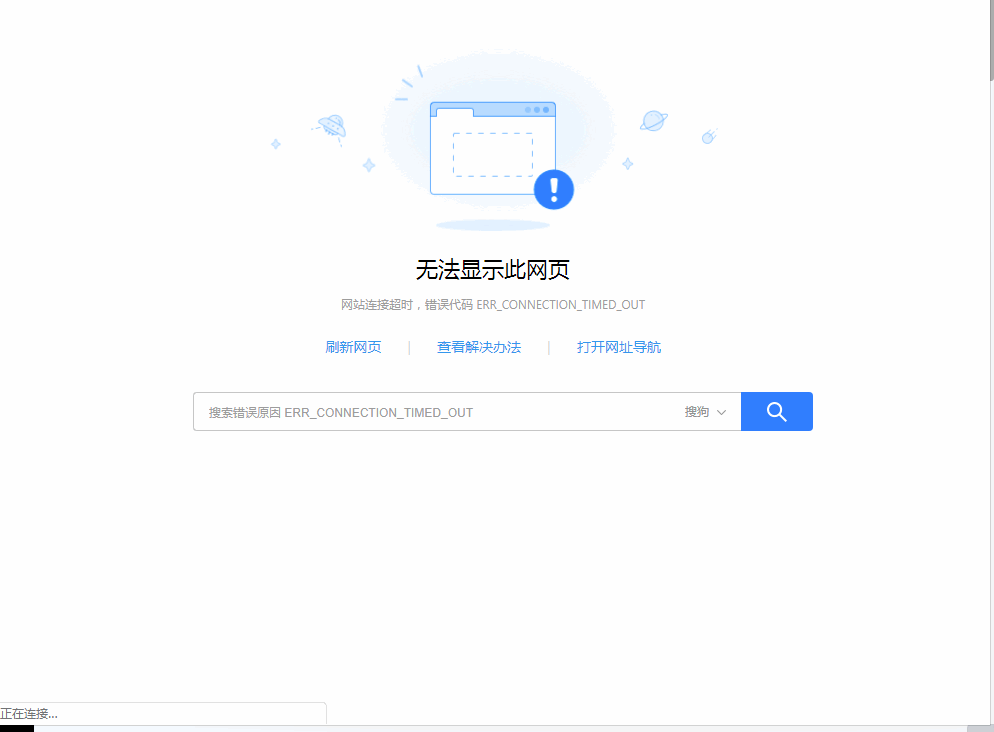 无法显示此网页
网站连接超时，错误代码 ERR_CONNECTION_TIMED_OUT
刷新网页 | 查看解决办法 | 打开网址导航
搜索错误原因 ERR_CONNECTION_TIMED_OUT 搜狗
正在连接...